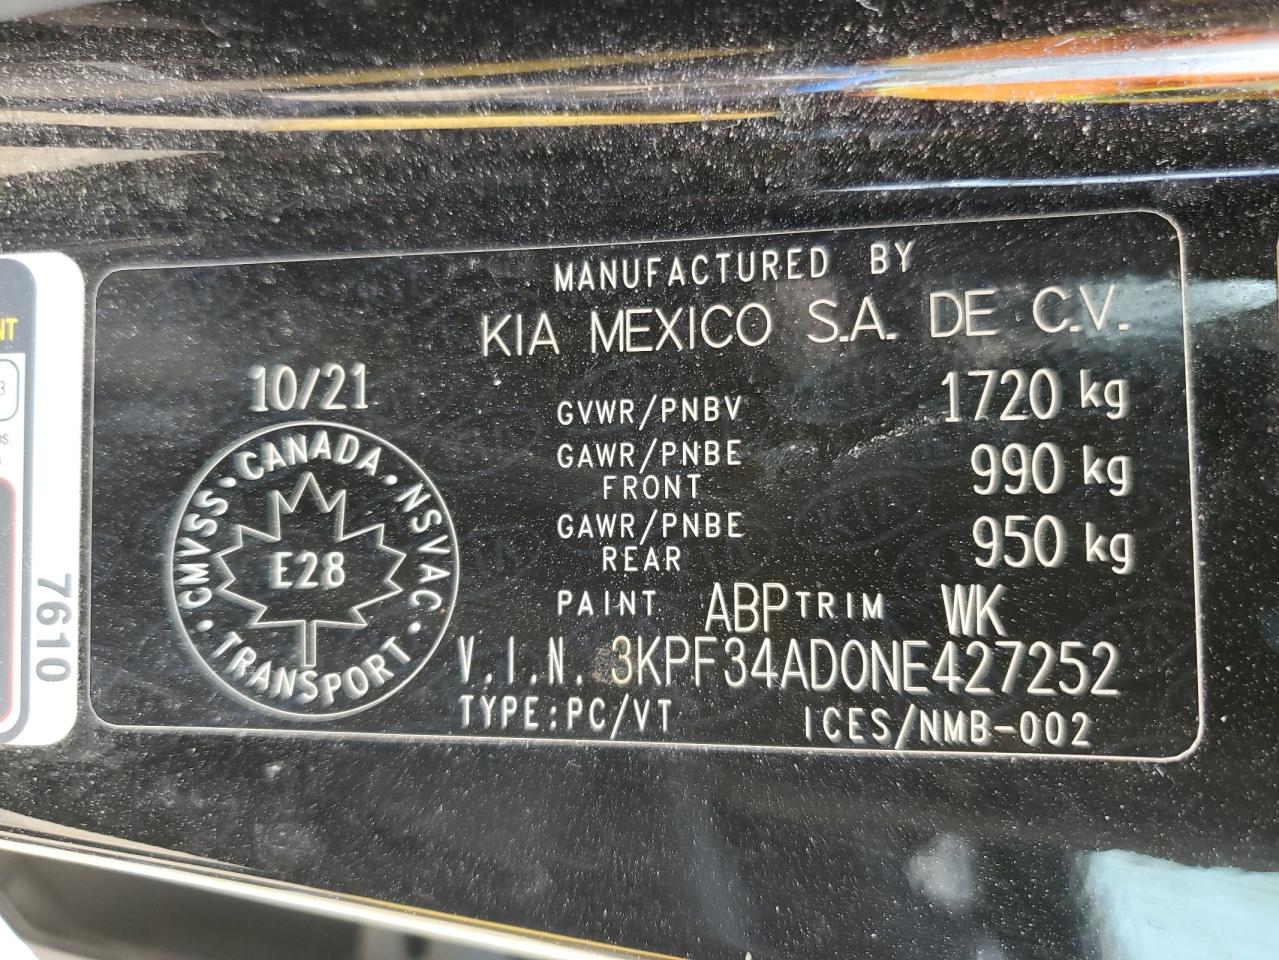 MANUFACTURED BY
KIA MEXICO S.A. DE C.V.
10/21
GVWR/PNBV 1720 kg
GAWR/PNBE 990 kg
FRONT
GAWR/PNBE 950 kg
REAR
PAINT ABP TRIM WK
V.I.N. 3KPF34AD0NE427252
TYPE:PC/VT ICES/NMB-002
CMVSS · CANADA · NSVAC · TRANSPORT ·
E28
NT
3
7610